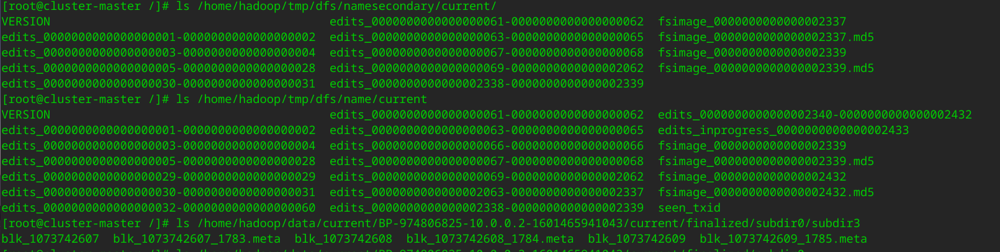 [root@cluster-master /]# ls /home/hadoop/tmp/dfs/namesecondary/current/
VERSION edits_0000000000000000061-0000000000000000062 fsimage_0000000000000002337
edits_0000000000000000001-0000000000000000002 edits_0000000000000000063-0000000000000000065 fsimage_0000000000000002337.md5
edits_0000000000000000003-0000000000000000004 edits_0000000000000000067-0000000000000000068 fsimage_0000000000000002339
edits_0000000000000000005-0000000000000000028 edits_0000000000000000069-0000000000000002062 fsimage_0000000000000002339.md5
edits_0000000000000000030-0000000000000000031 edits_0000000000000002338-0000000000000002339
[root@cluster-master /]# ls /home/hadoop/tmp/dfs/name/current
VERSION edits_0000000000000000061-0000000000000000062 edits_0000000000000002340-0000000000000002432
edits_0000000000000000001-0000000000000000002 edits_0000000000000000063-0000000000000000065 edits_inprogress_0000000000000002433
edits_0000000000000000003-0000000000000000004 edits_0000000000000000066-0000000000000000066 fsimage_0000000000000002339
edits_0000000000000000005-0000000000000000028 edits_0000000000000000067-0000000000000000068 fsimage_0000000000000002339.md5
edits_0000000000000000029-0000000000000000029 edits_0000000000000000069-0000000000000002062 fsimage_0000000000000002432
edits_0000000000000000030-0000000000000000031 edits_0000000000000002063-0000000000000002337 fsimage_0000000000000002432.md5
edits_0000000000000000032-0000000000000000060 edits_0000000000000002338-0000000000000002339 seen_txid
[root@cluster-master /]# ls /home/hadoop/data/current/BP-974806825-10.0.0.2-1601465941043/current/finalized/subdir0/subdir3
blk_1073742607 blk_1073742607_1783.meta blk_1073742608 blk_1073742608_1784.meta blk_1073742609 blk_1073742609_1785.meta